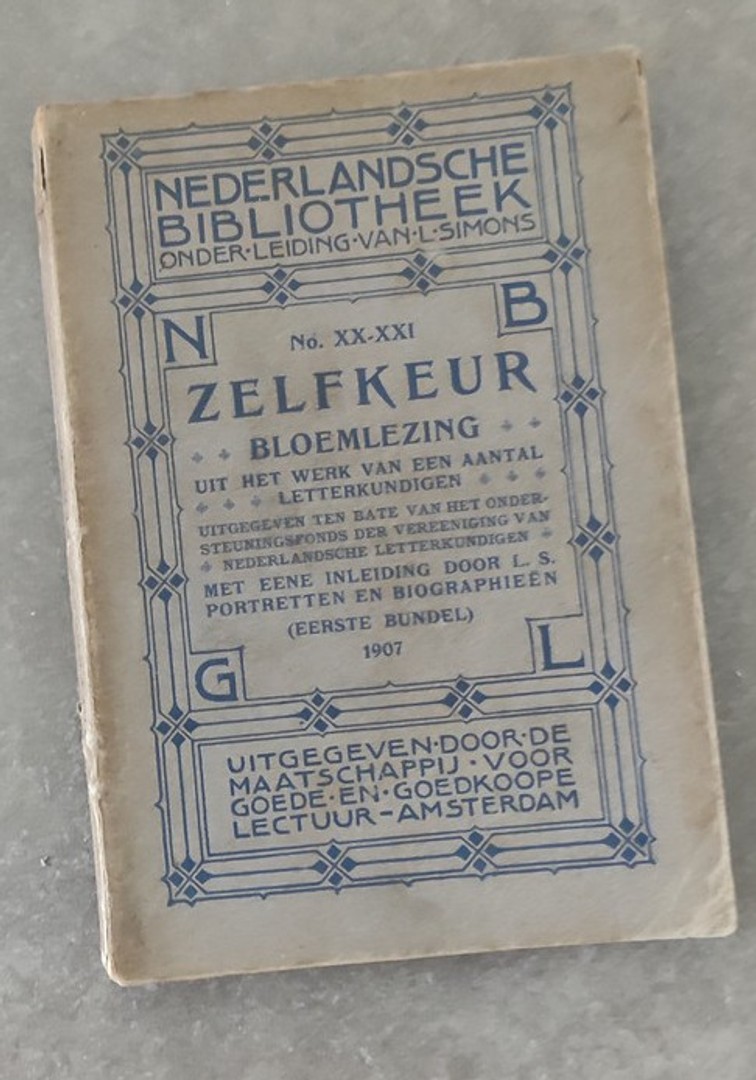 NEDERLANDSCHE
BIBLIOTHEEK
ONDER·LEIDING·VAN·L·SIMONS
N B
No. XX-XXI
ZELFKEUR
BLOEMLEZING
UIT HET WERK VAN EEN AANTAL
LETTERKUNDIGEN
UITGEGEVEN TEN BATE VAN HET ONDER-
STEUNINGSFONDS DER VEREENIGING VAN
NEDERLANDSCHE LETTERKUNDIGEN
MET EENE INLEIDING DOOR L. S.
PORTRETTEN EN BIOGRAPHIEËN
(EERSTE BUNDEL)
1907
G L
UITGEGEVEN·DOOR·DE
MAATSCHAPPIJ·VOOR
GOEDE·EN·GOEDKOOPE
LECTUUR-AMSTERDAM